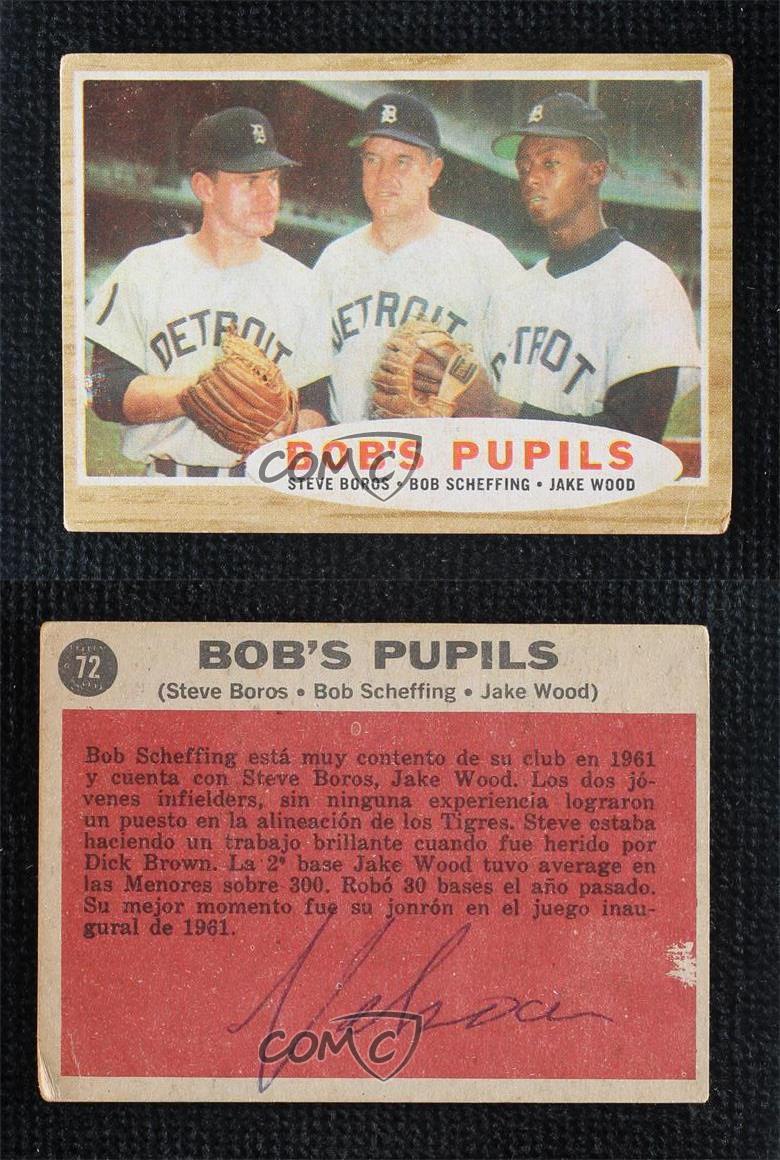 DETROIT
DETROIT
TROT
BOB'S PUPILS
STEVE BOROS • BOB SCHEFFING • JAKE WOOD
COMC
72
BOB'S PUPILS
(Steve Boros • Bob Scheffing • Jake Wood)
Bob Scheffing está muy contento de su club en 1961
y cuenta con Steve Boros, Jake Wood. Los dos jó-
venes infielders, sin ninguna experiencia lograron
un puesto en la alineación de los Tigres. Steve estaba
haciendo un trabajo brillante cuando fue herido por
Dick Brown. La 2ª base Jake Wood tuvo average en
las Menores sobre 300. Robó 30 bases el año pasado.
Su mejor momento fue su jonrón en el juego inau-
gural de 1961.
COMC